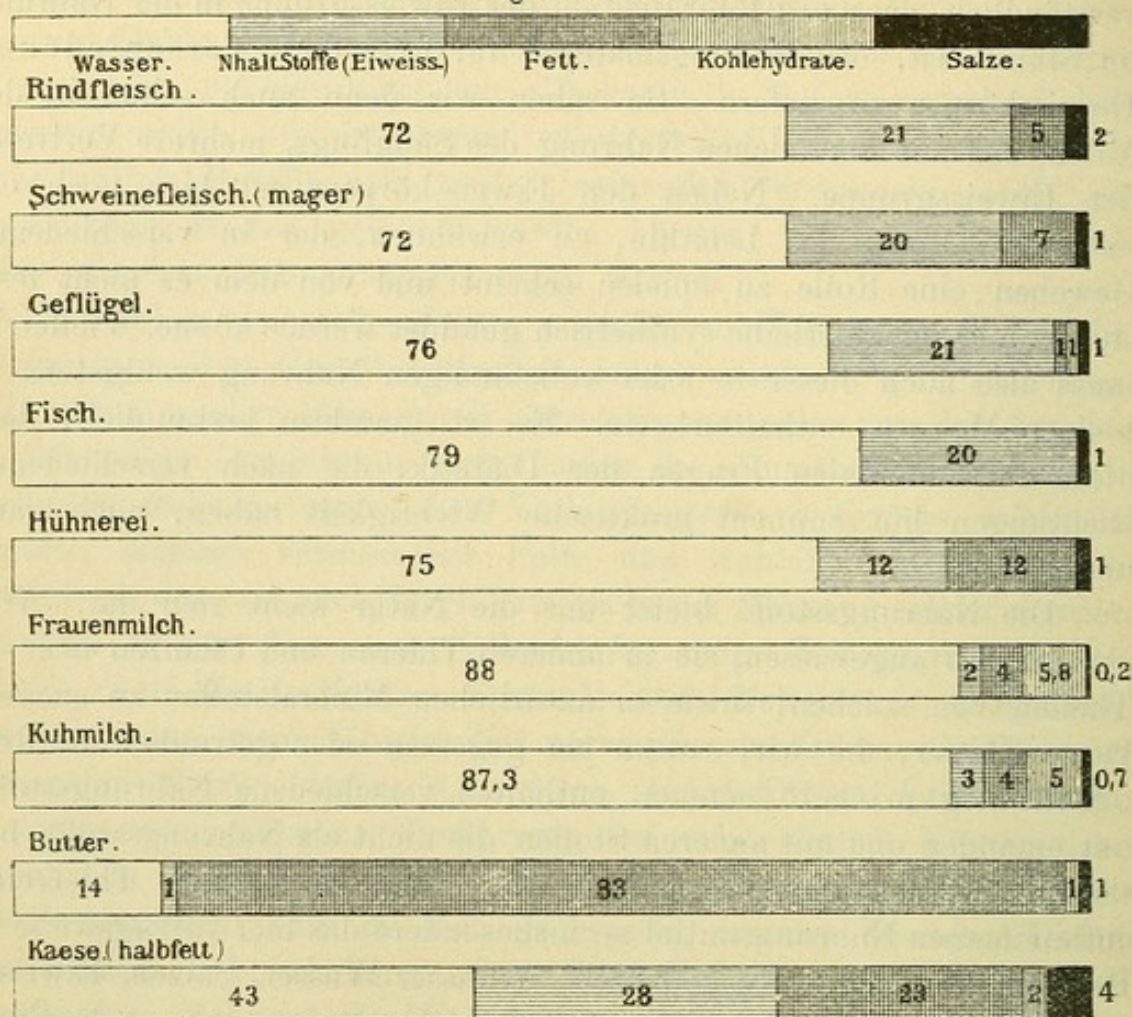 Wasser. Nhalt.Stoffe (Eiweiss.) Fett. Kohlehydrate. Salze.
Rindfleisch.
72 21 5 2
Schweinefleisch.( mager)
72 20 7 1
Geflügel.
76 21 1 1 1
Fisch.
79 20 1
Hühnerei.
75 12 12 1
Frauenmilch.
88 2 4 5,8 0,2
Kuhmilch.
87,3 3 4 5 0,7
Butter.
14 1 83 1 1
Kaese.( halbfett)
43 28 23 2 4